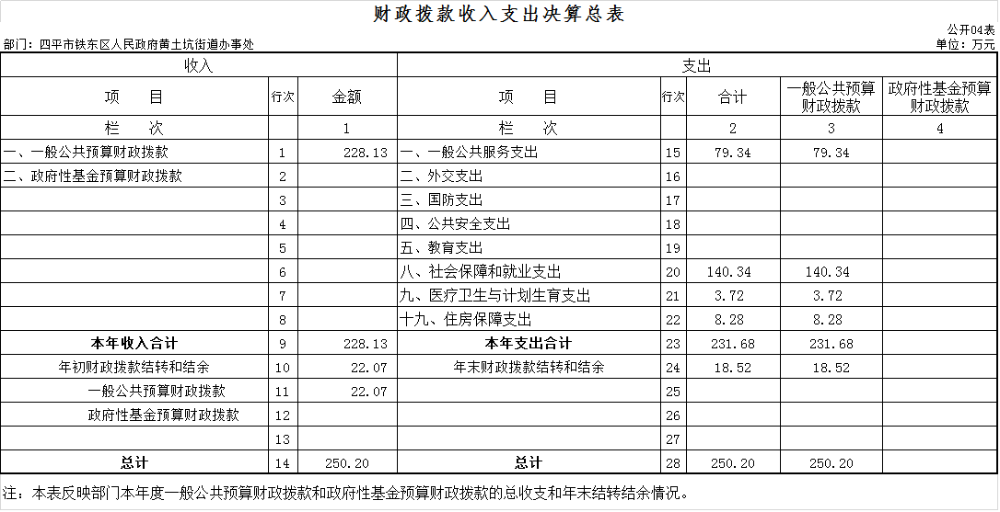 财政拨款收入支出决算总表
公开04表
部门：四平市铁东区人民政府黄土坑街道办事处 单位：万元
收入 支出
项 目 行次 金额 项 目 行次 合计 一般公共预算财政拨款 政府性基金预算财政拨款
栏 次 1 栏 次 2 3 4
一、一般公共预算财政拨款 1 228.13 一、一般公共服务支出 15 79.34 79.34
二、政府性基金预算财政拨款 2 二、外交支出 16
3 三、国防支出 17
4 四、公共安全支出 18
5 五、教育支出 19
6 八、社会保障和就业支出 20 140.34 140.34
7 九、医疗卫生与计划生育支出 21 3.72 3.72
8 十九、住房保障支出 22 8.28 8.28
本年收入合计 9 228.13 本年支出合计 23 231.68 231.68
年初财政拨款结转和结余 10 22.07 年末财政拨款结转和结余 24 18.52 18.52
一般公共预算财政拨款 11 22.07 25
政府性基金预算财政拨款 12 26
13 27
总计 14 250.20 总计 28 250.20 250.20
注：本表反映部门本年度一般公共预算财政拨款和政府性基金预算财政拨款的总收支和年末结转结余情况。